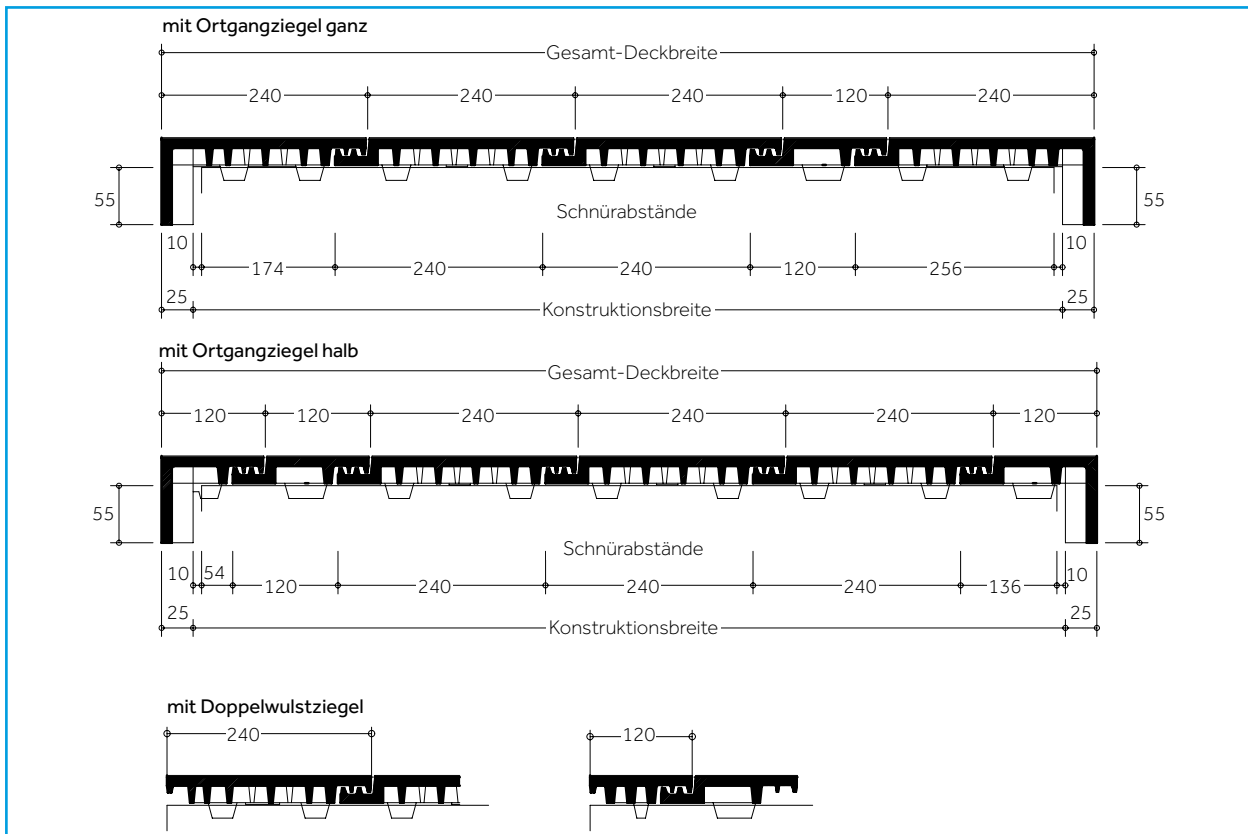 mit Ortgangziegel ganz
Gesamt-Deckbreite
240 240 240 120 240
55 55
Schnürabstände
10 10
174 240 240 120 256
25 25
Konstruktionsbreite
mit Ortgangziegel halb
Gesamt-Deckbreite
120 120 240 240 240 120
55 55
Schnürabstände
10 54 120 240 240 240 136 10
25 25
Konstruktionsbreite
mit Doppelwulstziegel
240 120